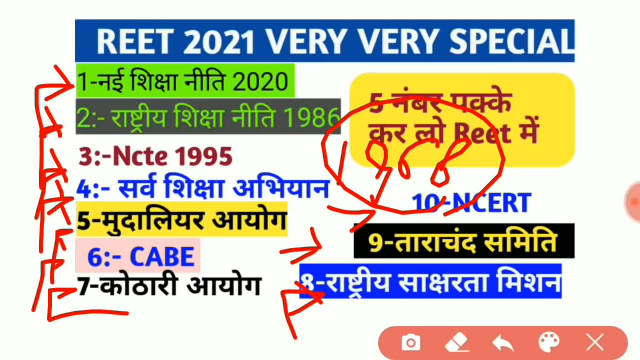 REET 2021 VERY VERY SPECIAL
1-नई शिक्षा नीति 2020
2:- राष्ट्रीय शिक्षा नीति 1986
3:-Ncte 1995
4:- सर्व शिक्षा अभियान
5-मुदालियर आयोग
6:- CABE
7-कोठारी आयोग
5 नंबर पक्के
कर लो Reet में
10-NCERT
9-ताराचंद समिति
8-राष्ट्रीय साक्षरता मिशन